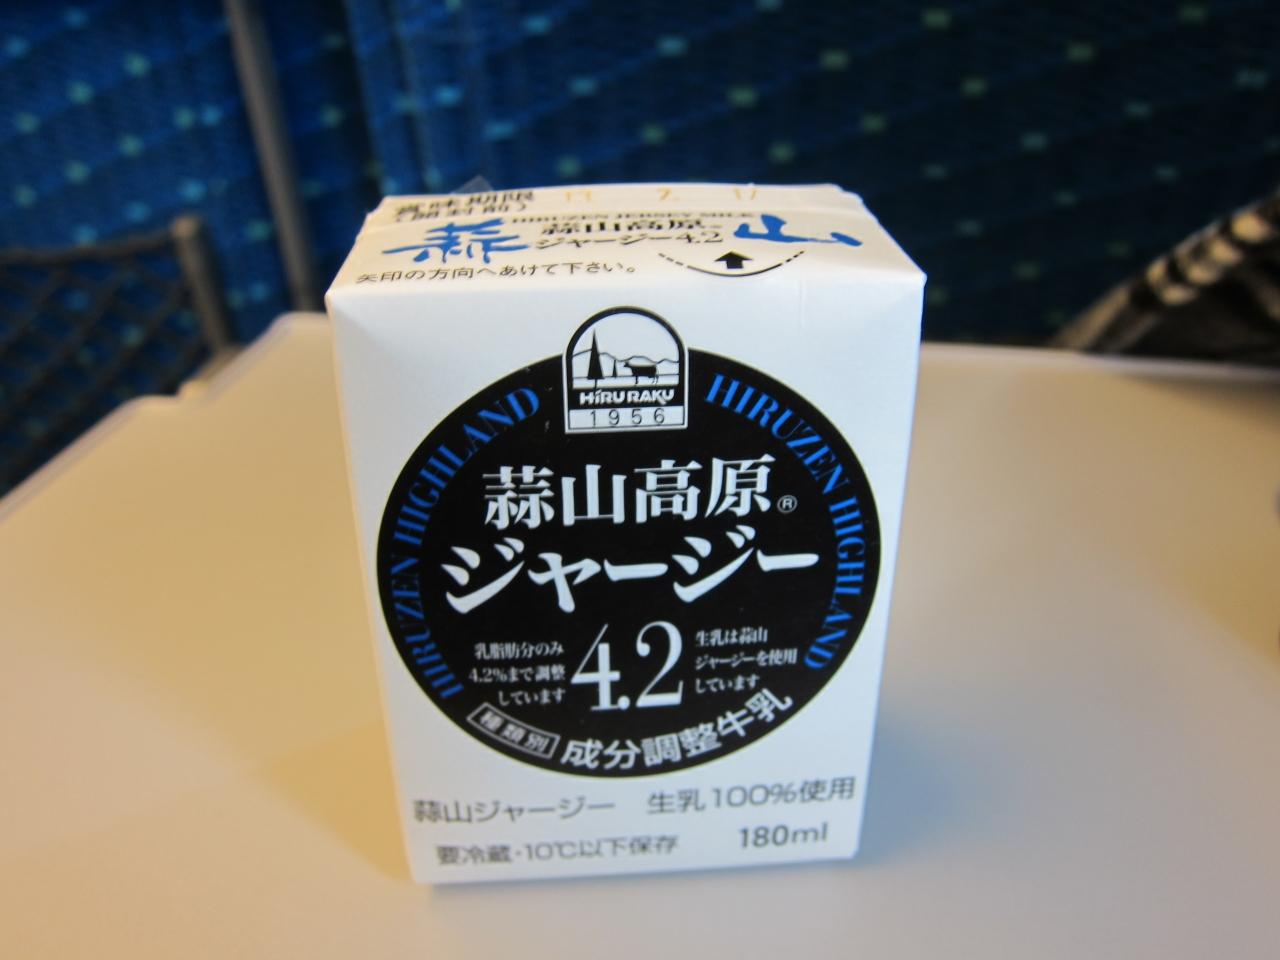 賞味期限
(開封前)
17. 2. 17
HIRUZEN JERSEY MILK
蒜山
蒜山高原®
ジャージー4.2
矢印の方向へあけて下さい。
HiRURAKU
1956
HIRUZEN HIGHLAND
HIRUZEN HIGHLAND
蒜山高原®
ジャージー
4.2
乳脂肪分のみ
4.2%まで調整
しています
生乳は蒜山
ジャージーを使用
しています
種類別 成分調整牛乳
蒜山ジャージー 生乳100%使用
要冷蔵・10℃以下保存 180ml